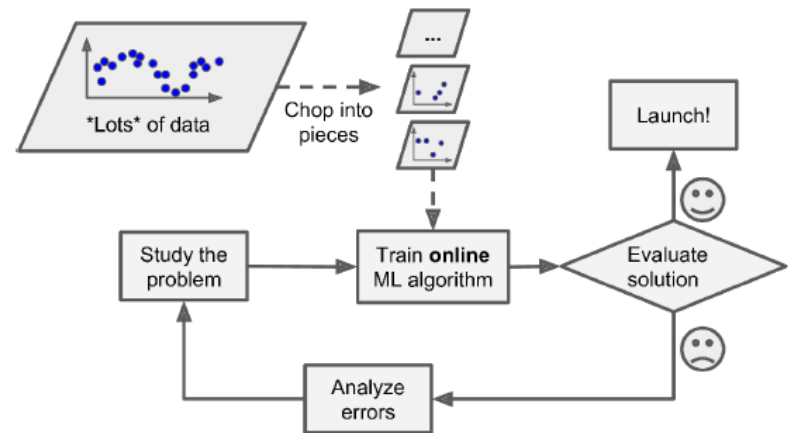 *Lots* of data
Chop into
pieces
...
Launch!
Study the
problem
Train online
ML algorithm
Evaluate
solution
Analyze
errors